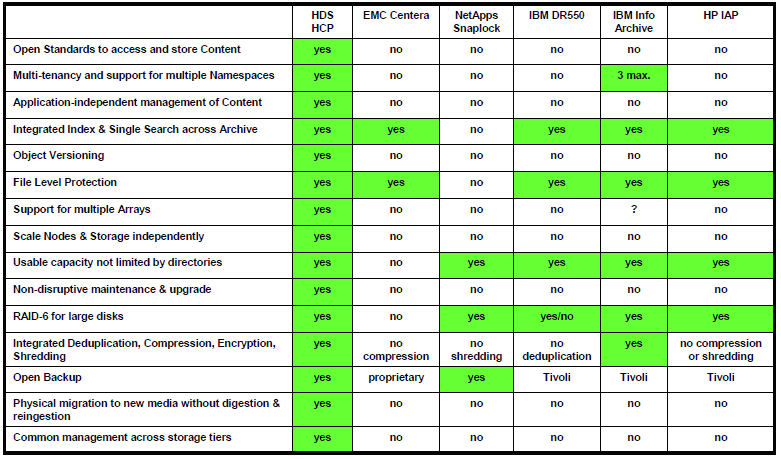 HDS HCP EMC Centera NetApps Snaplock IBM DR550 IBM Info Archive HP IAP
Open Standards to access and store Content yes no no no no no
Multi-tenancy and support for multiple Namespaces yes no no no 3 max. no
Application-independent management of Content yes no no no no no
Integrated Index & Single Search across Archive yes yes no yes yes yes
Object Versioning yes no no no no no
File Level Protection yes yes no yes yes yes
Support for multiple Arrays yes no no no ? no
Scale Nodes & Storage independently yes no no no no no
Usable capacity not limited by directories yes no yes yes yes yes
Non-disruptive maintenance & upgrade yes no no no no no
RAID-6 for large disks yes no yes yes/no yes yes
Integrated Deduplication, Compression, Encryption, Shredding yes no compression no shredding no deduplication yes no compression or shredding
Open Backup yes proprietary yes Tivoli Tivoli Tivoli
Physical migration to new media without digestion & reingestion yes no no no no no
Common management across storage tiers yes no no no no no